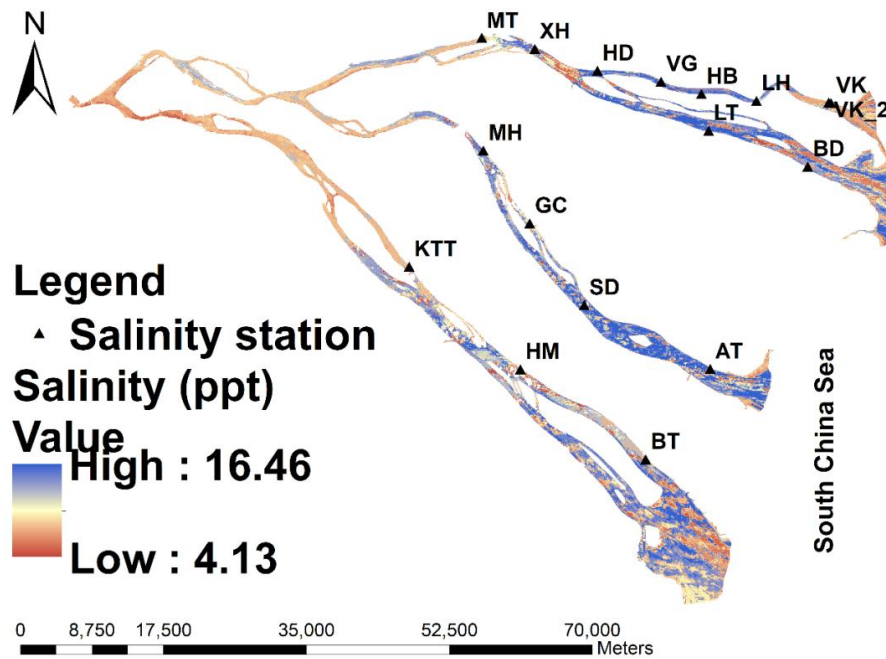 N
MT
XH
HD
VG
HB
LH
VK
VK_2
LT
BD
MH
GC
KTT
SD
HM
AT
BT
South China Sea
Legend
Salinity station
Salinity (ppt)
Value
High : 16.46
Low : 4.13
0 8,750 17,500 35,000 52,500 70,000
Meters